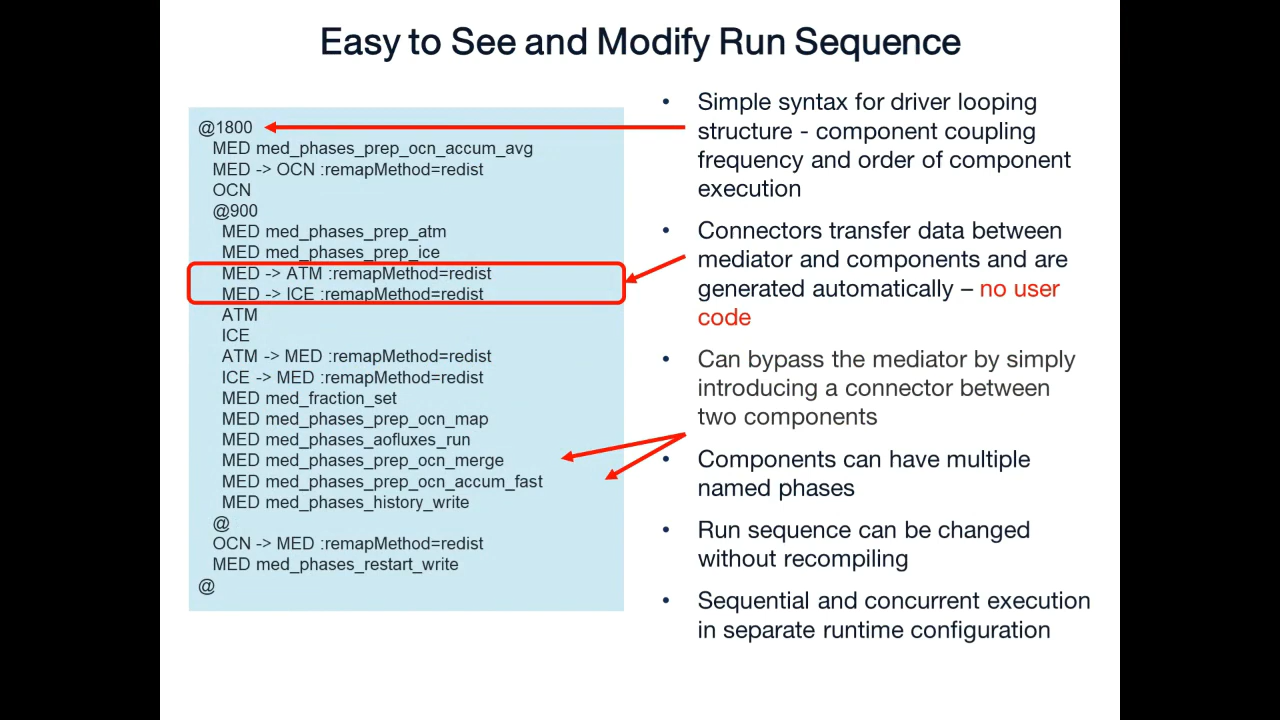 Easy to See and Modify Run Sequence
@1800
MED med_phases_prep_ocn_accum_avg
MED -> OCN :remapMethod=redist
OCN
@900
MED med_phases_prep_atm
MED med_phases_prep_ice
MED -> ATM :remapMethod=redist
MED -> ICE :remapMethod=redist
ATM
ICE
ATM -> MED :remapMethod=redist
ICE -> MED :remapMethod=redist
MED med_fraction_set
MED med_phases_prep_ocn_map
MED med_phases_aofluxes_run
MED med_phases_prep_ocn_merge
MED med_phases_prep_ocn_accum_fast
MED med_phases_history_write
@
OCN -> MED :remapMethod=redist
MED med_phases_restart_write
@
• Simple syntax for driver looping
structure - component coupling
frequency and order of component
execution
• Connectors transfer data between
mediator and components and are
generated automatically – no user
code
• Can bypass the mediator by simply
introducing a connector between
two components
• Components can have multiple
named phases
• Run sequence can be changed
without recompiling
• Sequential and concurrent execution
in separate runtime configuration